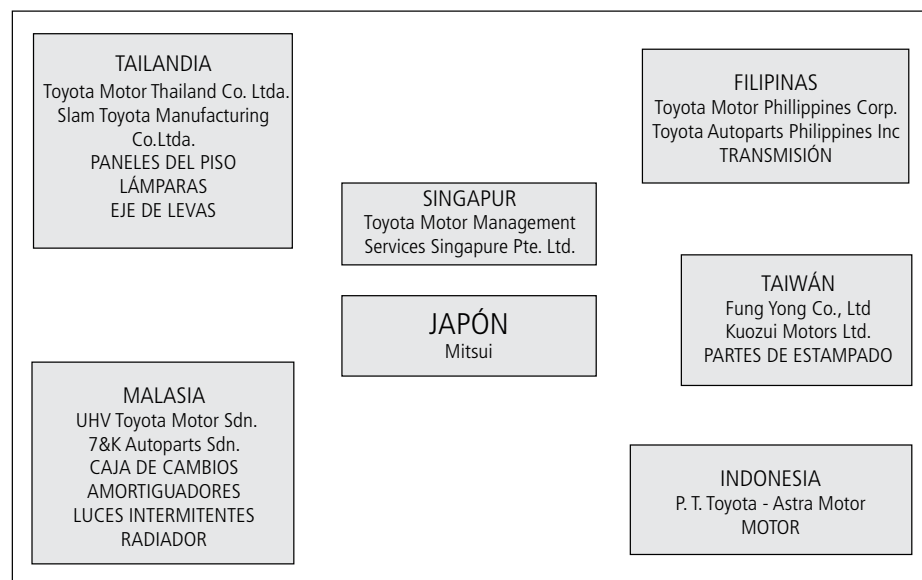 TAILANDIA
Toyota Motor Thailand Co. Ltda.
Slam Toyota Manufacturing
Co.Ltda.
PANELES DEL PISO
LÁMPARAS
EJE DE LEVAS
FILIPINAS
Toyota Motor Phillippines Corp.
Toyota Autoparts Philippines Inc
TRANSMISIÓN
SINGAPUR
Toyota Motor Management
Services Singapure Pte. Ltd.
TAIWÁN
Fung Yong Co., Ltd
Kuozui Motors Ltd.
PARTES DE ESTAMPADO
JAPÓN
Mitsui
MALASIA
UHV Toyota Motor Sdn.
7&K Autoparts Sdn.
CAJA DE CAMBIOS
AMORTIGUADORES
LUCES INTERMITENTES
RADIADOR
INDONESIA
P. T. Toyota - Astra Motor
MOTOR